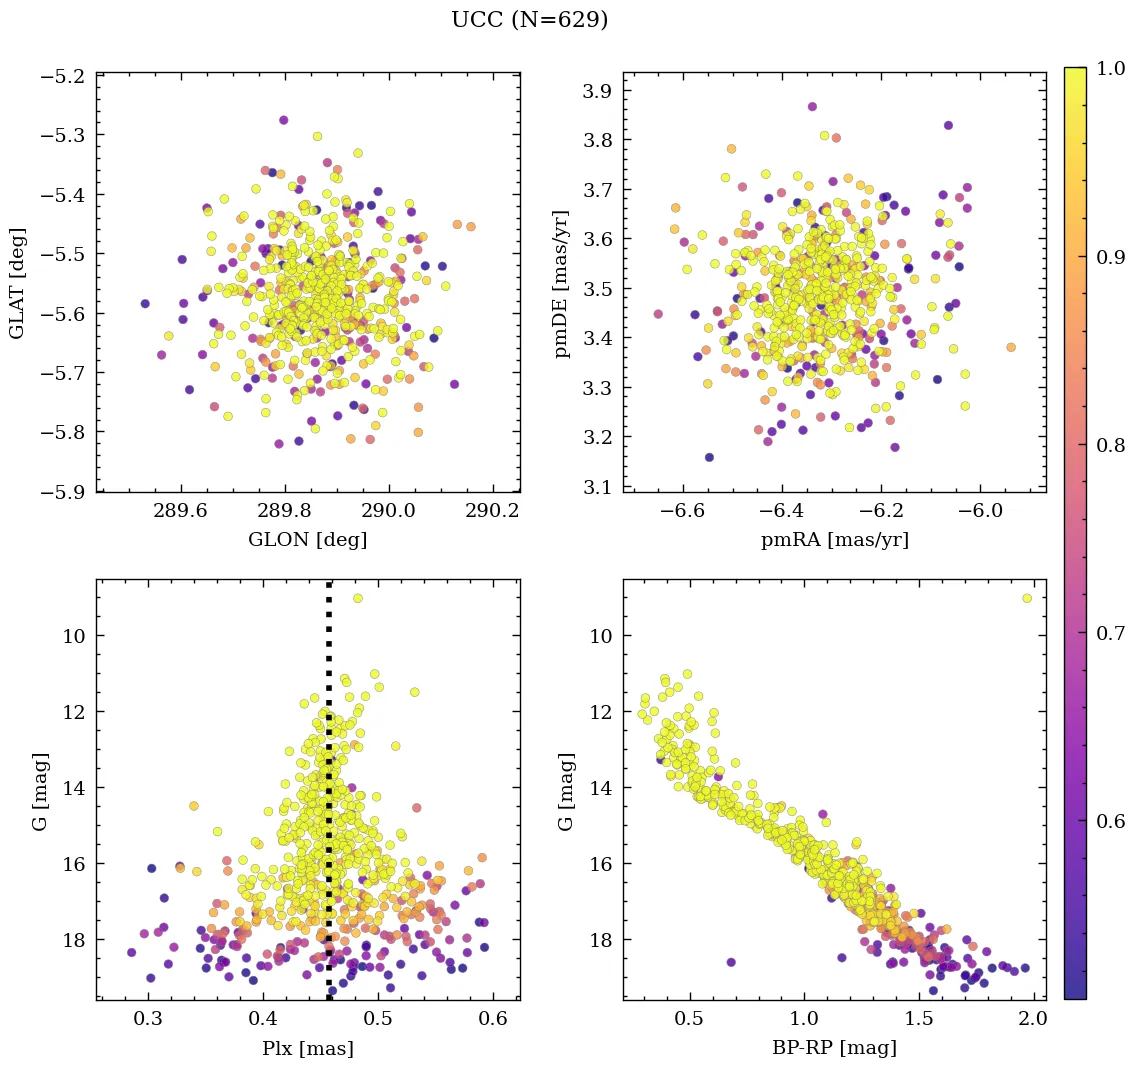 UCC (N=629)
−5.2
−5.3
−5.4
−5.5
−5.6
−5.7
−5.8
−5.9
GLAT [deg]
289.6 289.8 290.0 290.2
GLON [deg]
3.9
3.8
3.7
3.6
3.5
3.4
3.3
3.2
3.1
pmDE [mas/yr]
−6.6 −6.4 −6.2 −6.0
pmRA [mas/yr]
1.0
0.9
0.8
0.7
0.6
10
12
14
16
18
G [mag]
0.3 0.4 0.5 0.6
Plx [mas]
10
12
14
16
18
G [mag]
0.5 1.0 1.5 2.0
BP-RP [mag]